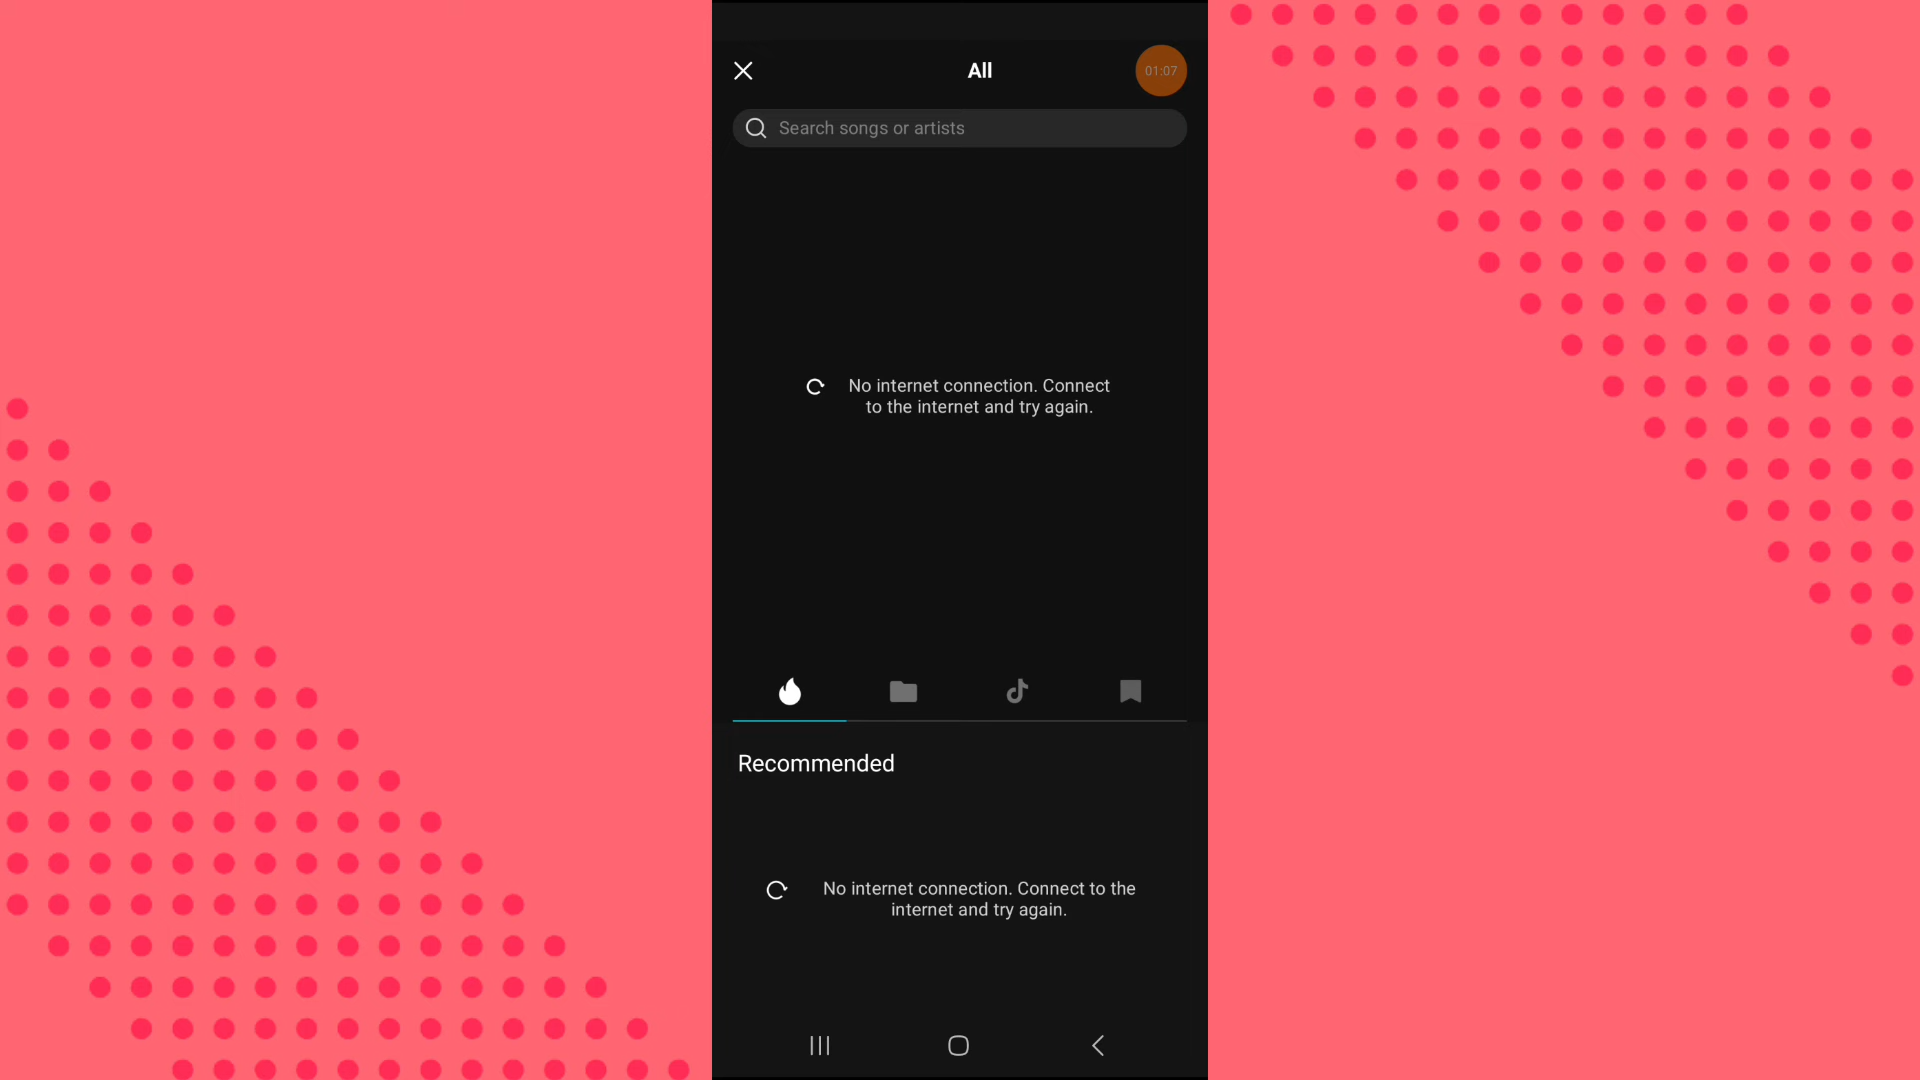 All
01:07
Search songs or artists
No internet connection. Connect
to the internet and try again.
Recommended
No internet connection. Connect to the
internet and try again.